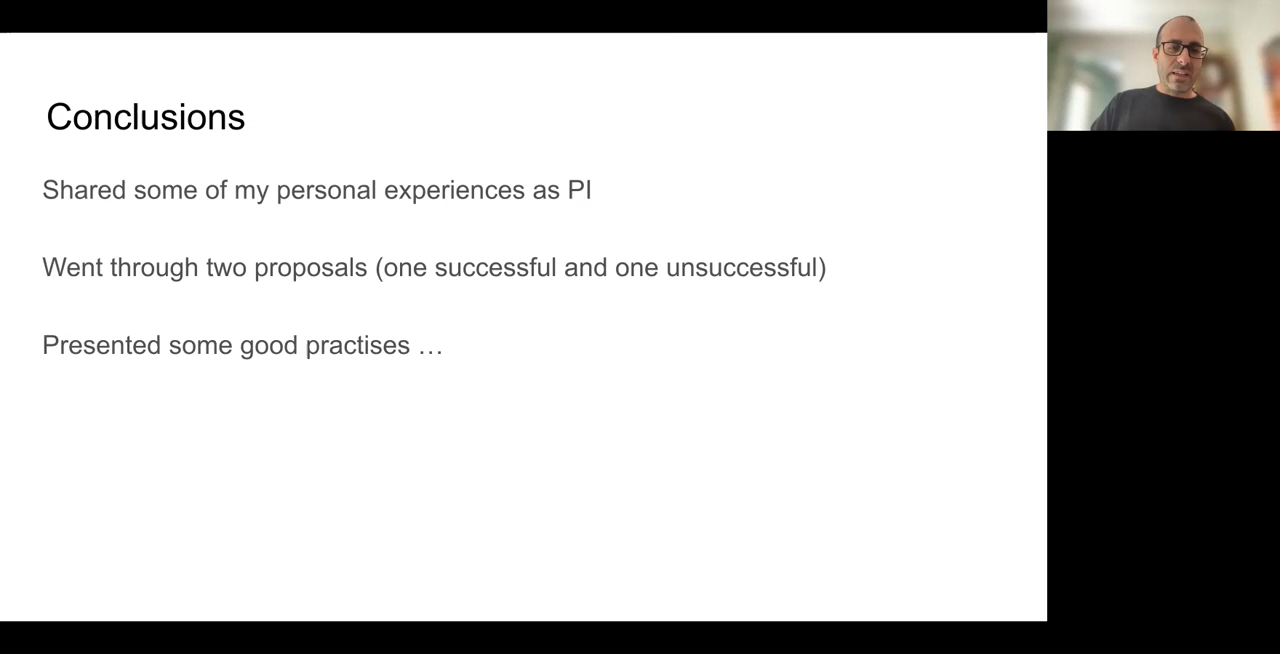 Conclusions
Shared some of my personal experiences as PI
Went through two proposals (one successful and one unsuccessful)
Presented some good practises …